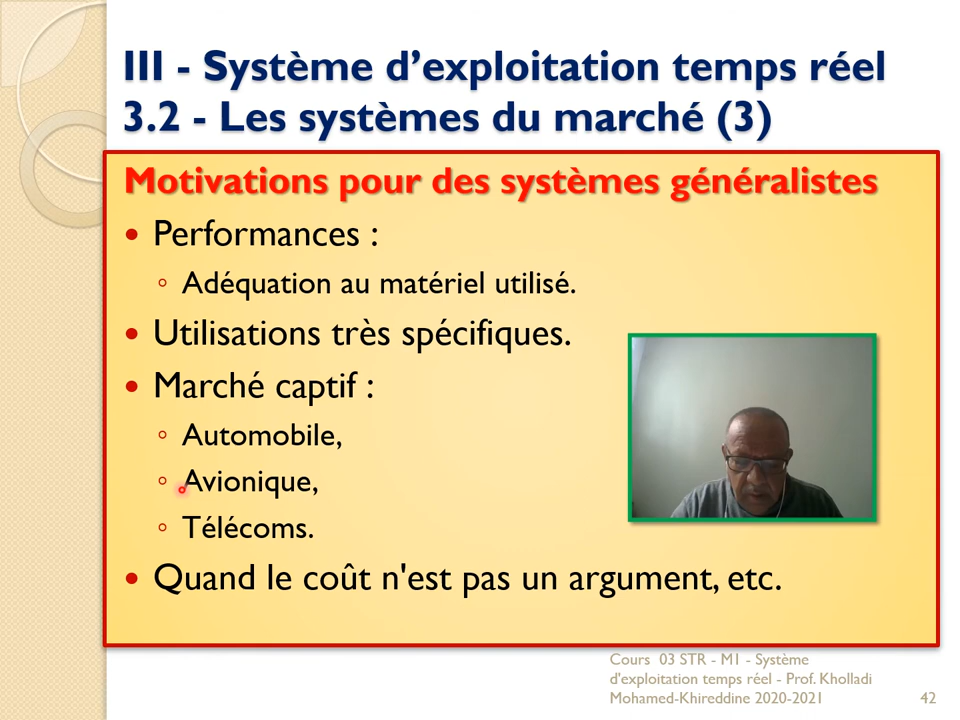 III - Système d’exploitation temps réel
3.2 - Les systèmes du marché (3)
Motivations pour des systèmes généralistes
• Performances :
◦ Adéquation au matériel utilisé.
• Utilisations très spécifiques.
• Marché captif :
◦ Automobile,
◦ Avionique,
◦ Télécoms.
• Quand le coût n'est pas un argument, etc.
Cours 03 STR - M1 - Système
d'exploitation temps réel - Prof. Kholladi
Mohamed-Khireddine 2020-2021
42